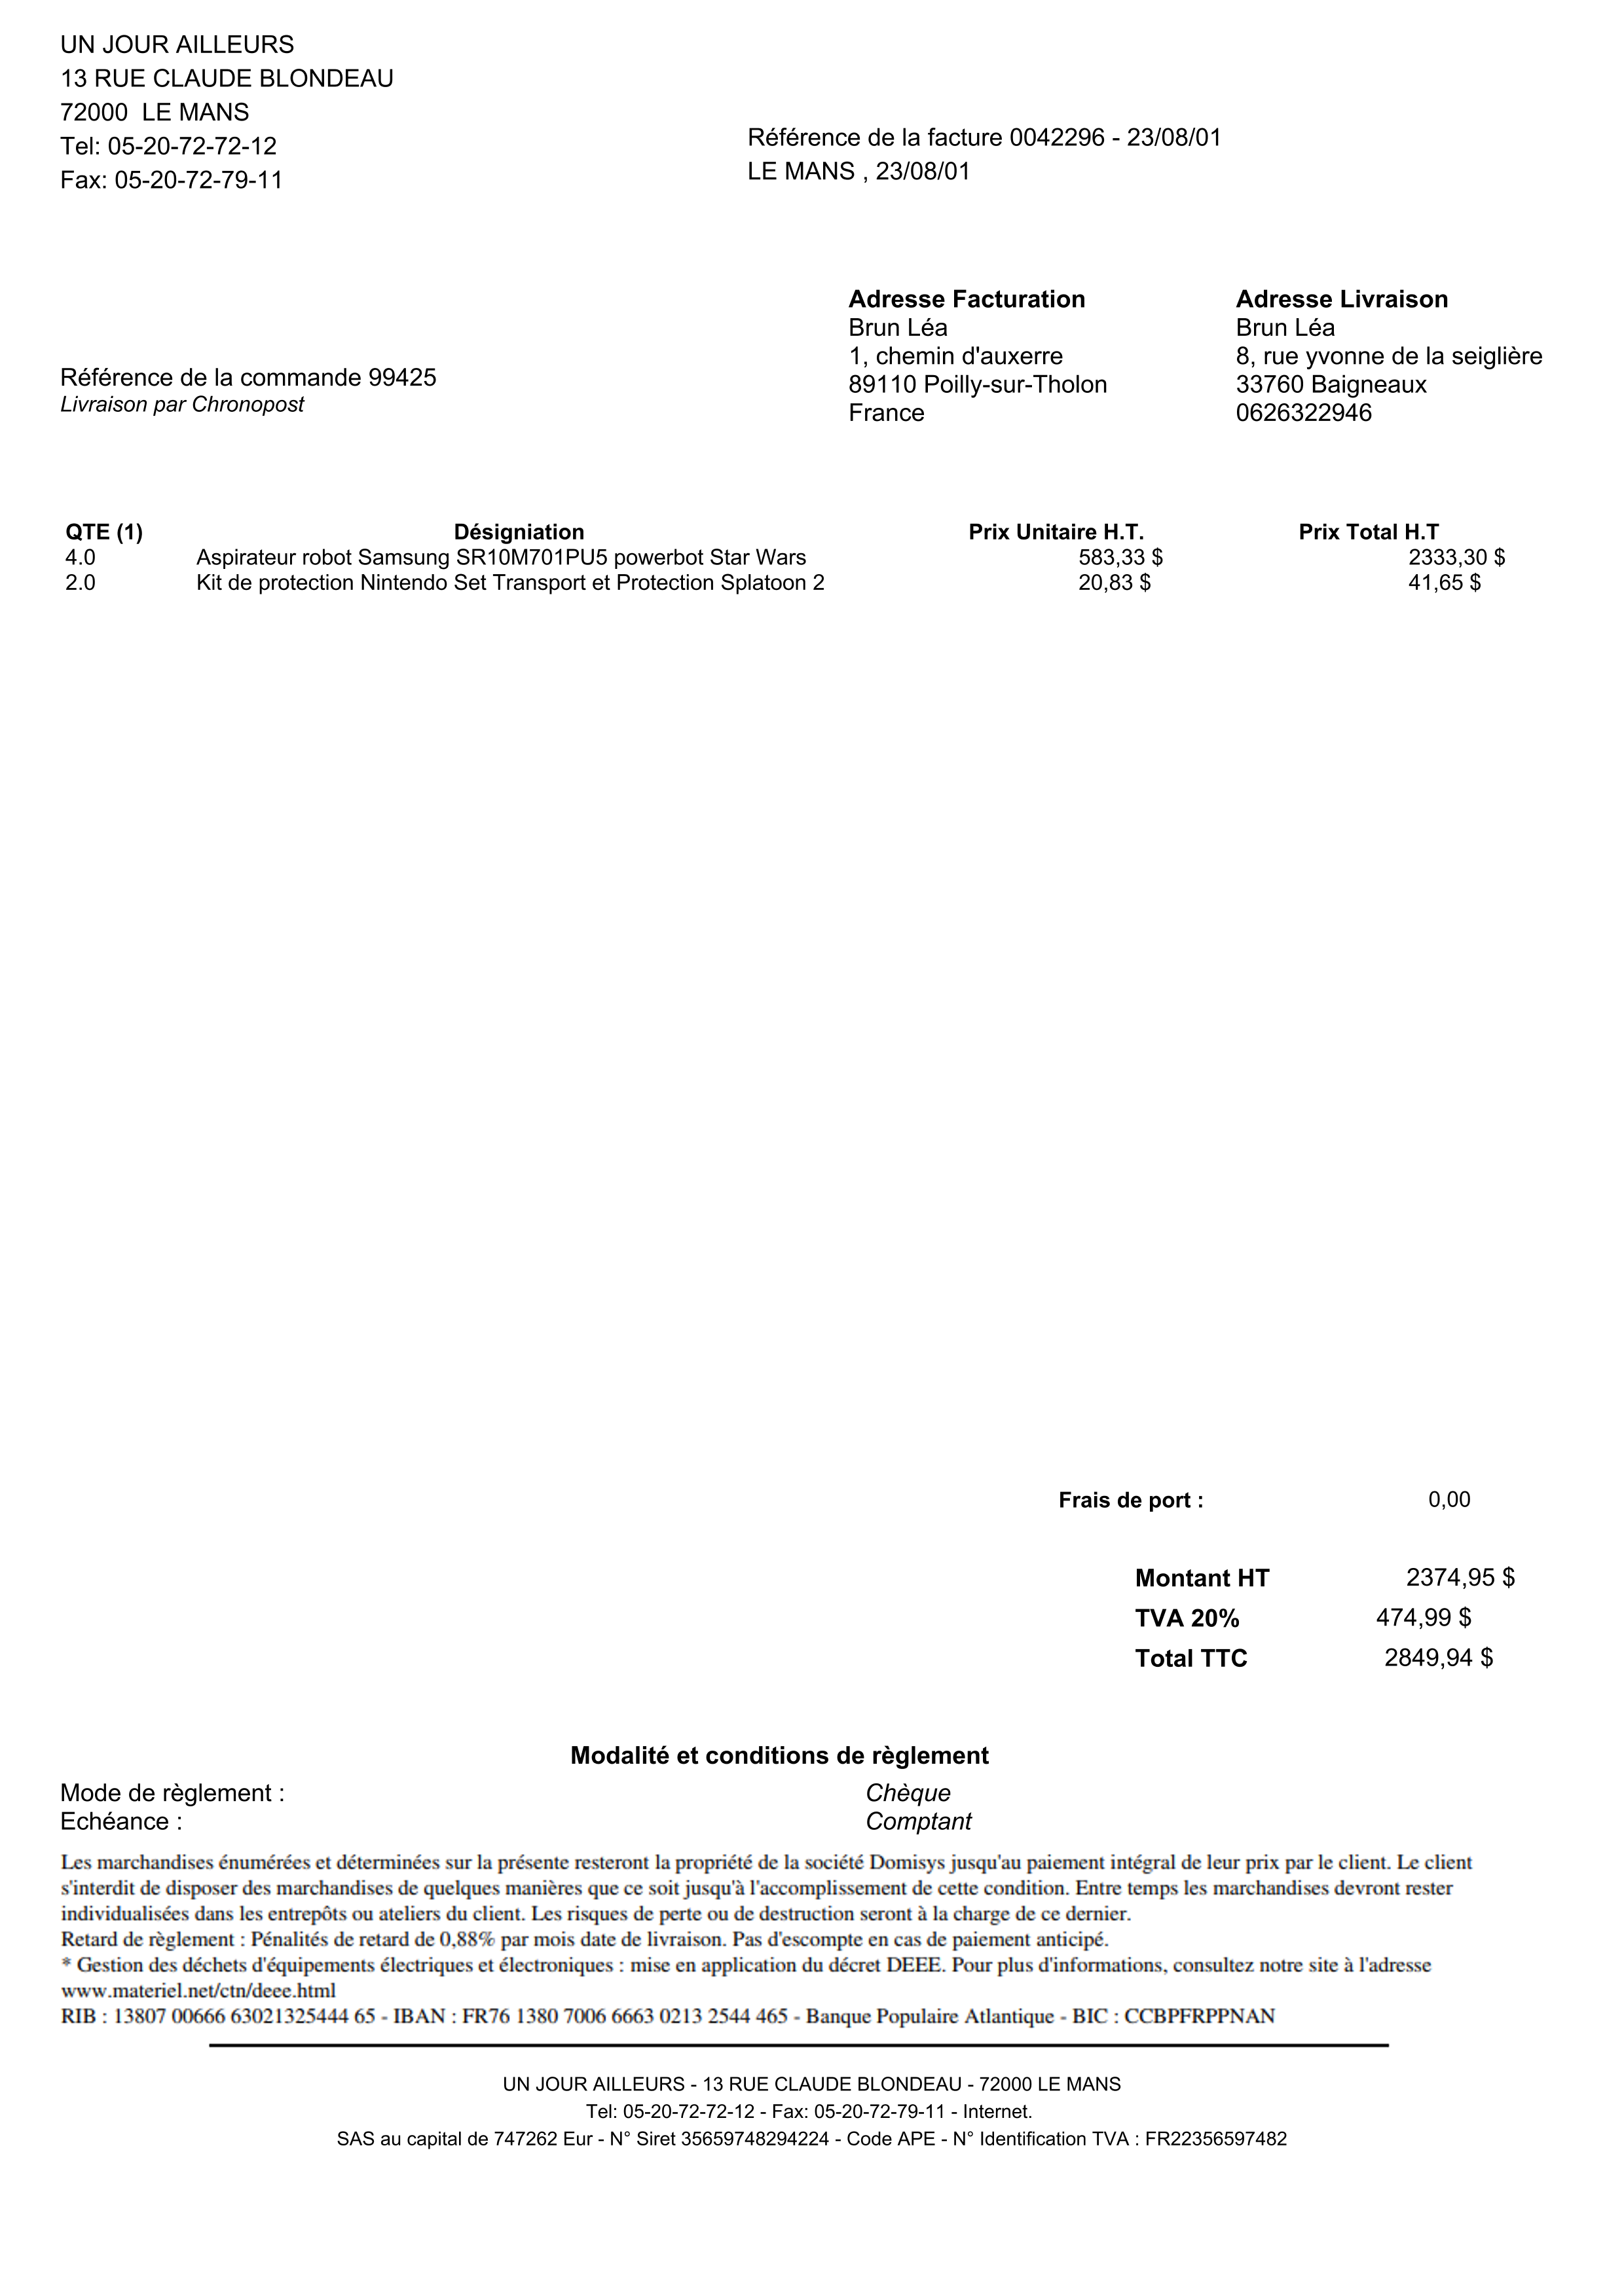 UN JOUR AILLEURS
13 RUE CLAUDE BLONDEAU
72000 LE MANS
Tel: 05-20-72-72-12
Fax: 05-20-72-79-11
Référence de la facture 0042296 - 23/08/01
LE MANS , 23/08/01
Référence de la commande 99425
Livraison par Chronopost
Adresse Facturation
Brun Léa
1, chemin d'auxerre
89110 Poilly-sur-Tholon
France
Adresse Livraison
Brun Léa
8, rue yvonne de la seiglière
33760 Baigneaux
0626322946
QTE (1) Désigniation Prix Unitaire H.T. Prix Total H.T
4.0 Aspirateur robot Samsung SR10M701PU5 powerbot Star Wars 583,33 $ 2333,30 $
2.0 Kit de protection Nintendo Set Transport et Protection Splatoon 2 20,83 $ 41,65 $
Frais de port : 0,00
Montant HT 2374,95 $
TVA 20% 474,99 $
Total TTC 2849,94 $
Modalité et conditions de règlement
Mode de règlement : Chèque
Echéance : Comptant
Les marchandises énumérées et déterminées sur la présente resteront la propriété de la société Domisys jusqu'au paiement intégral de leur prix par le client. Le client
s'interdit de disposer des marchandises de quelques manières que ce soit jusqu'à l'accomplissement de cette condition. Entre temps les marchandises devront rester
individualisées dans les entrepôts ou ateliers du client. Les risques de perte ou de destruction seront à la charge de ce dernier.
Retard de règlement : Pénalités de retard de 0,88% par mois date de livraison. Pas d'escompte en cas de paiement anticipé.
* Gestion des déchets d'équipements électriques et électroniques : mise en application du décret DEEE. Pour plus d'informations, consultez notre site à l'adresse
www.materiel.net/ctn/deee.html
RIB : 13807 00666 63021325444 65 - IBAN : FR76 1380 7006 6663 0213 2544 465 - Banque Populaire Atlantique - BIC : CCBPFRPPNAN
UN JOUR AILLEURS - 13 RUE CLAUDE BLONDEAU - 72000 LE MANS
Tel: 05-20-72-72-12 - Fax: 05-20-72-79-11 - Internet.
SAS au capital de 747262 Eur - N° Siret 35659748294224 - Code APE - N° Identification TVA : FR22356597482